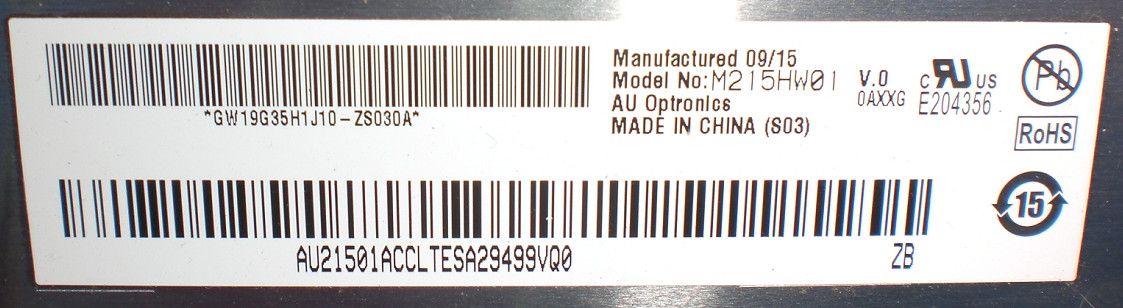 *GW19G35H1J10-ZS030A*
Manufactured 09/15
Model No:M215HW01 V.0
AU Optronics 0AXXG
MADE IN CHINA (S03)
c RU US
E204356
Pb
RoHS
15
AU21501ACCLTESA29499VQ0 ZB